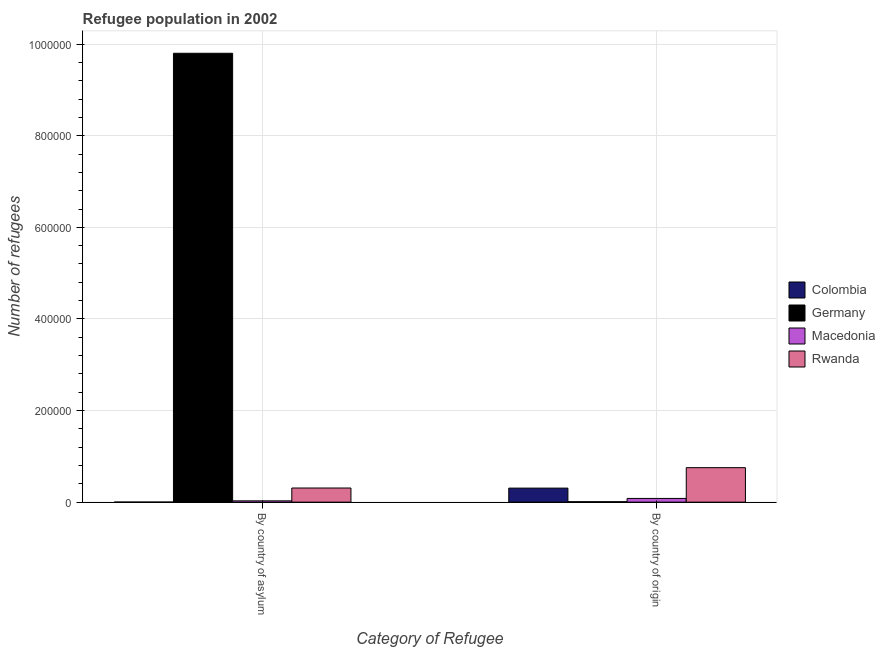 Refugee population in 2002
1000000
800000
600000
400000
200000
0
Number of refugees
By country of asylum
By country of origin
Category of Refugee
Colombia
Germany
Macedonia
Rwanda